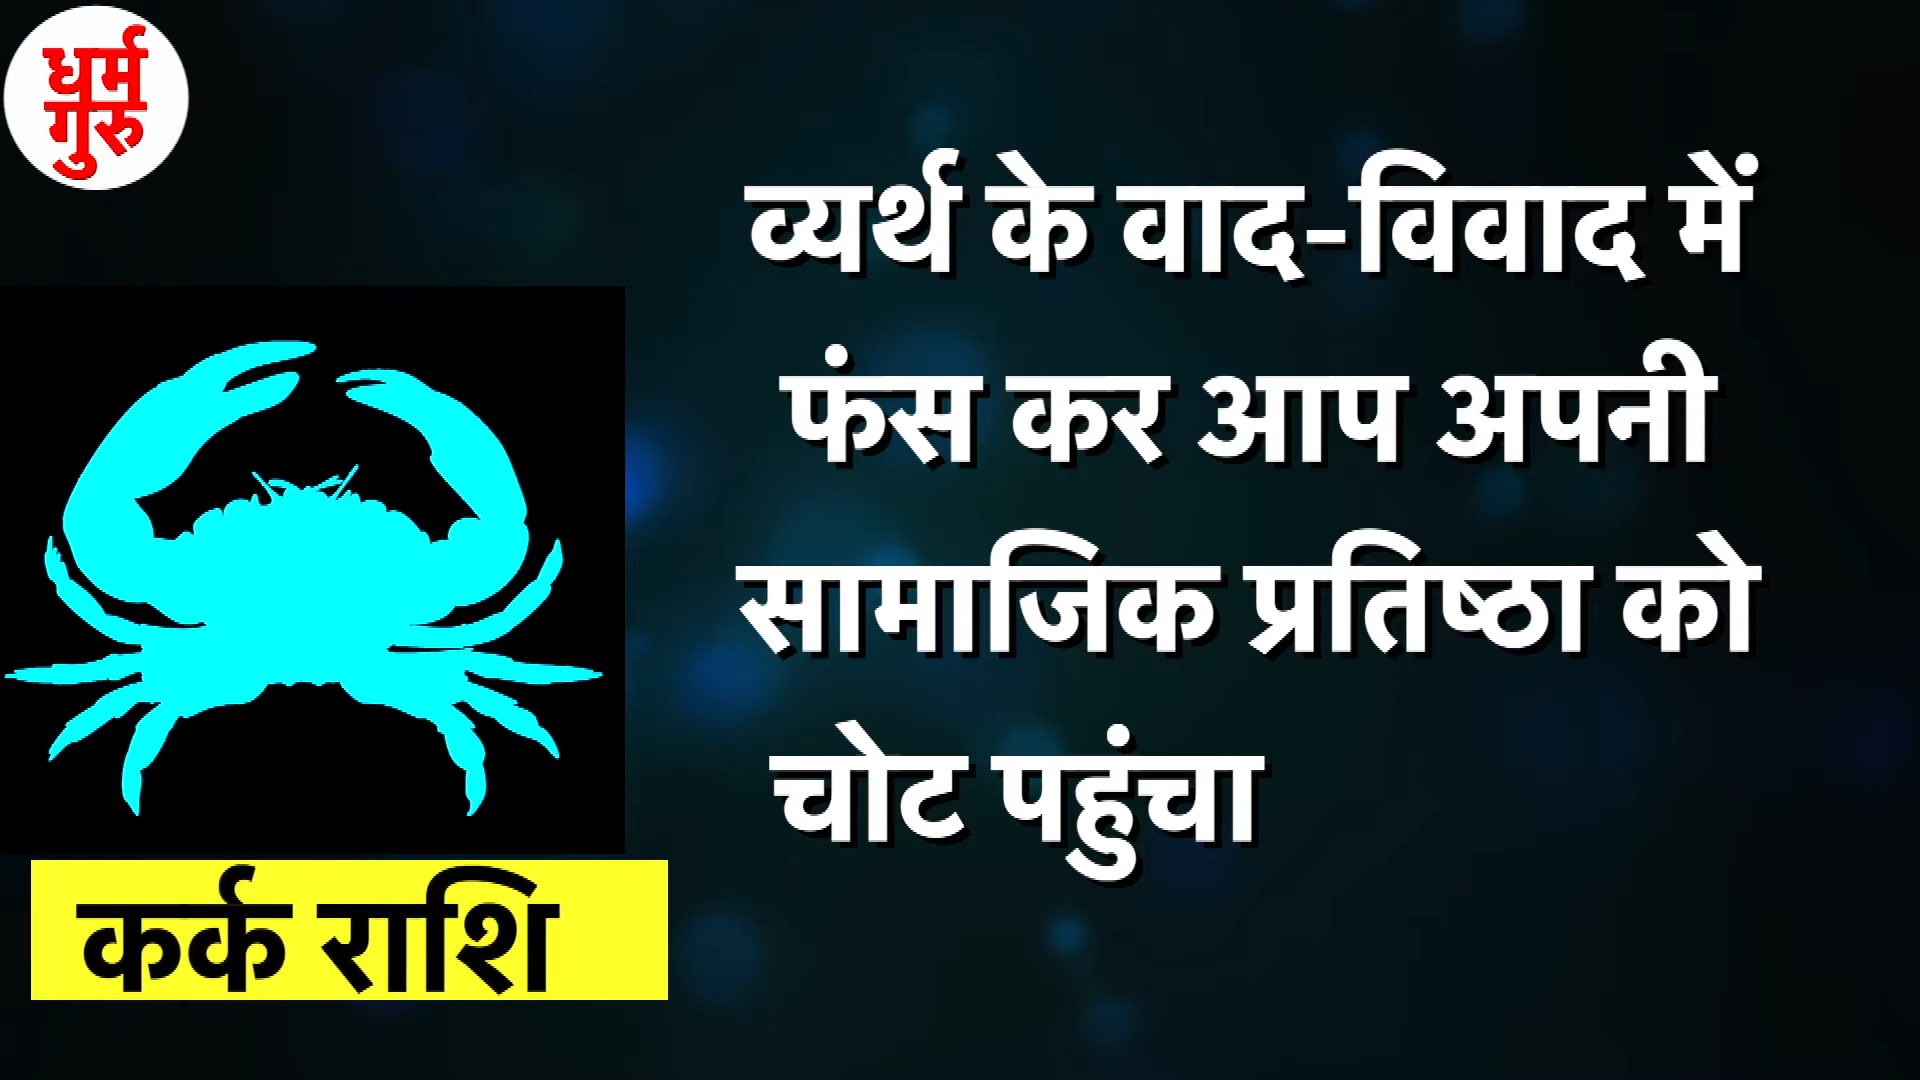 धर्म
गुरु
व्यर्थ के वाद-विवाद में
फंस कर आप अपनी
सामाजिक प्रतिष्ठा को
चोट पहुंचा
कर्क राशि